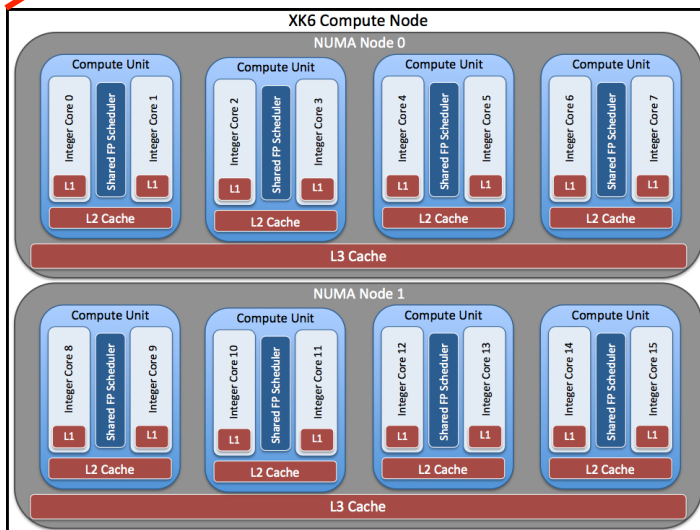 XK6 Compute Node
NUMA Node 0
Compute Unit
Integer Core 0
Shared FP Scheduler
Integer Core 1
L1
L1
L2 Cache
Compute Unit
Integer Core 2
Shared FP Scheduler
Integer Core 3
L1
L1
L2 Cache
Compute Unit
Integer Core 4
Shared FP Scheduler
Integer Core 5
L1
L1
L2 Cache
Compute Unit
Integer Core 6
Shared FP Scheduler
Integer Core 7
L1
L1
L2 Cache
L3 Cache
NUMA Node 1
Compute Unit
Integer Core 8
Shared FP Scheduler
Integer Core 9
L1
L1
L2 Cache
Compute Unit
Integer Core 10
Shared FP Scheduler
Integer Core 11
L1
L1
L2 Cache
Compute Unit
Integer Core 12
Shared FP Scheduler
Integer Core 13
L1
L1
L2 Cache
Compute Unit
Integer Core 14
Shared FP Scheduler
Integer Core 15
L1
L1
L2 Cache
L3 Cache